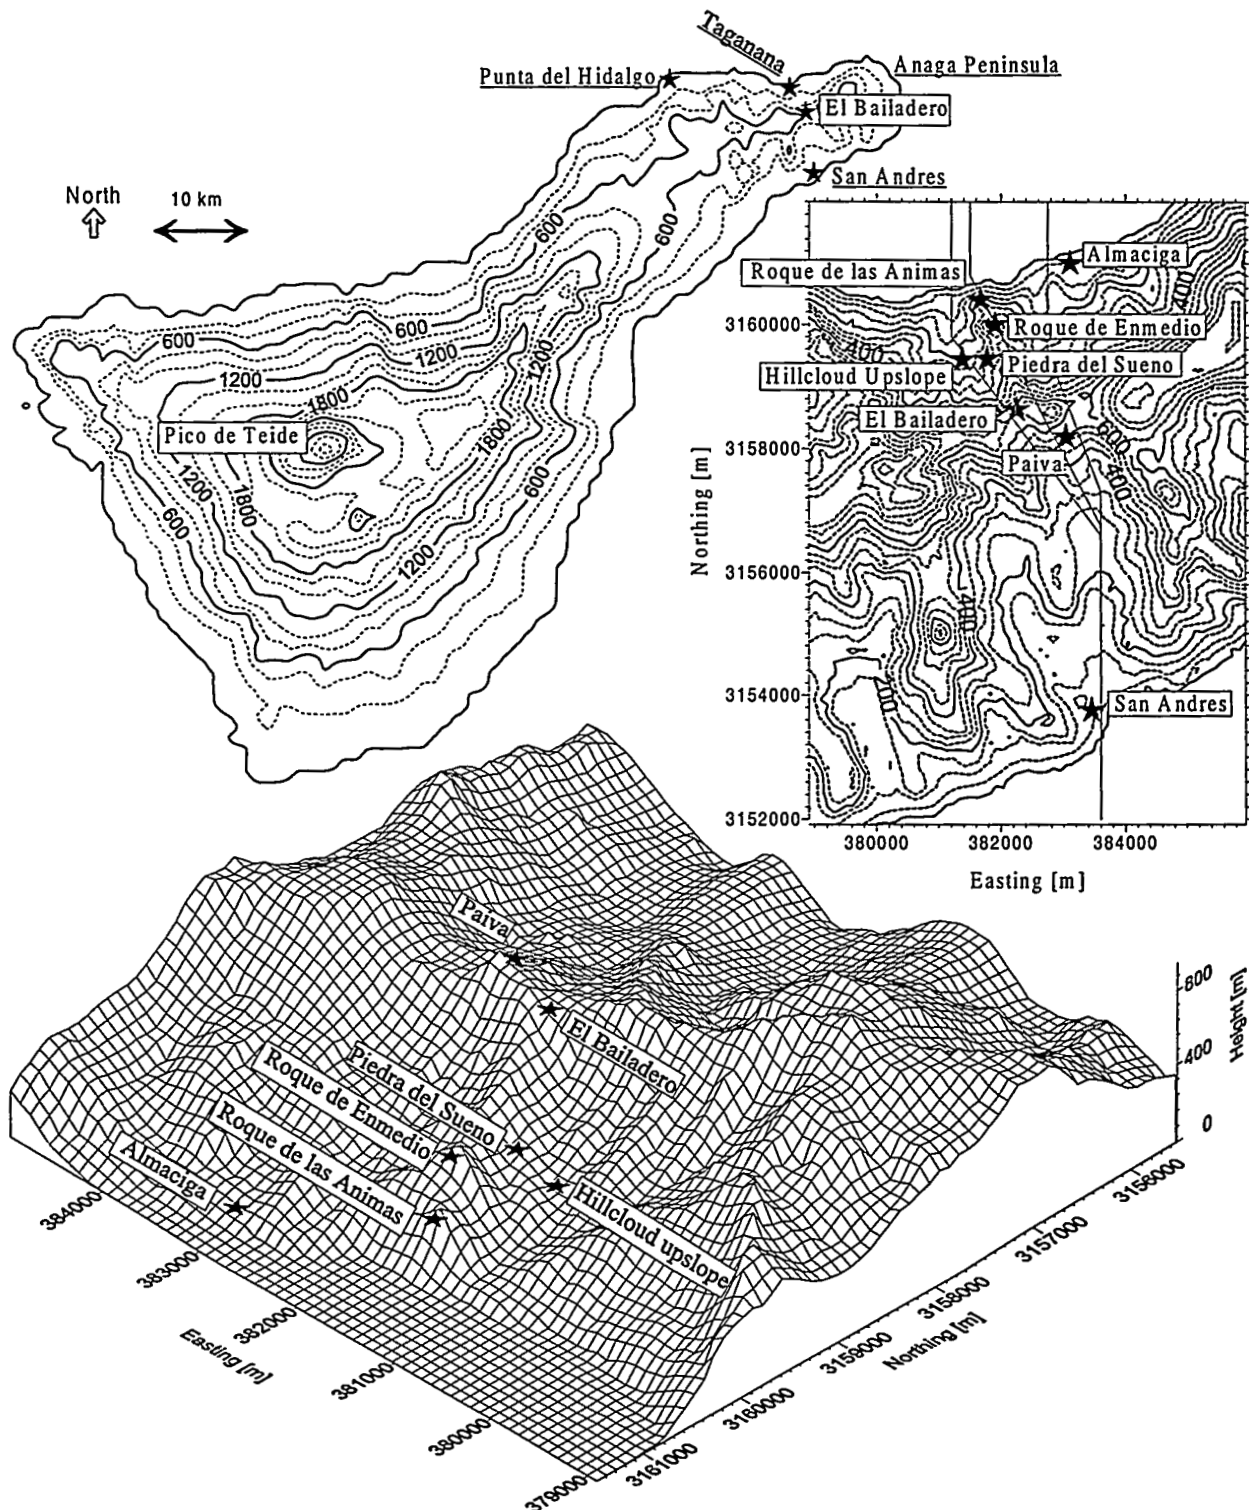 Taganana
Punta del Hidalgo
Anaga Peninsula
El Bailadero
San Andres
North
10 km
600
600
600
600
1200
1200
1200
1800
1800
Pico de Teide
1200
1800
600
600
1200
Almaciga
Roque de las Animas
400
3160000
Roque de Enmedio
400
Piedra del Sueno
Hillcloud Upslope
El Bailadero
600
3158000
Paiva
400
Northing [m]
3156000
400
3154000
400
San Andres
3152000
380000
382000
384000
Easting [m]
Paiva
El Bailadero
Piedra del Sueno
Roque de Enmedio
Roque de las Animas
Almaciga
Hillcloud upslope
800
400
0
Height [m]
384000
383000
382000
381000
380000
379000
Easting [m]
3161000
3160000
3159000
3158000
3157000
3156000
Northing [m]